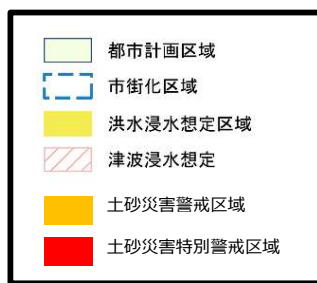 都市計画区域
市街化区域
洪水浸水想定区域
津波浸水想定
土砂災害警戒区域
土砂災害特別警戒区域